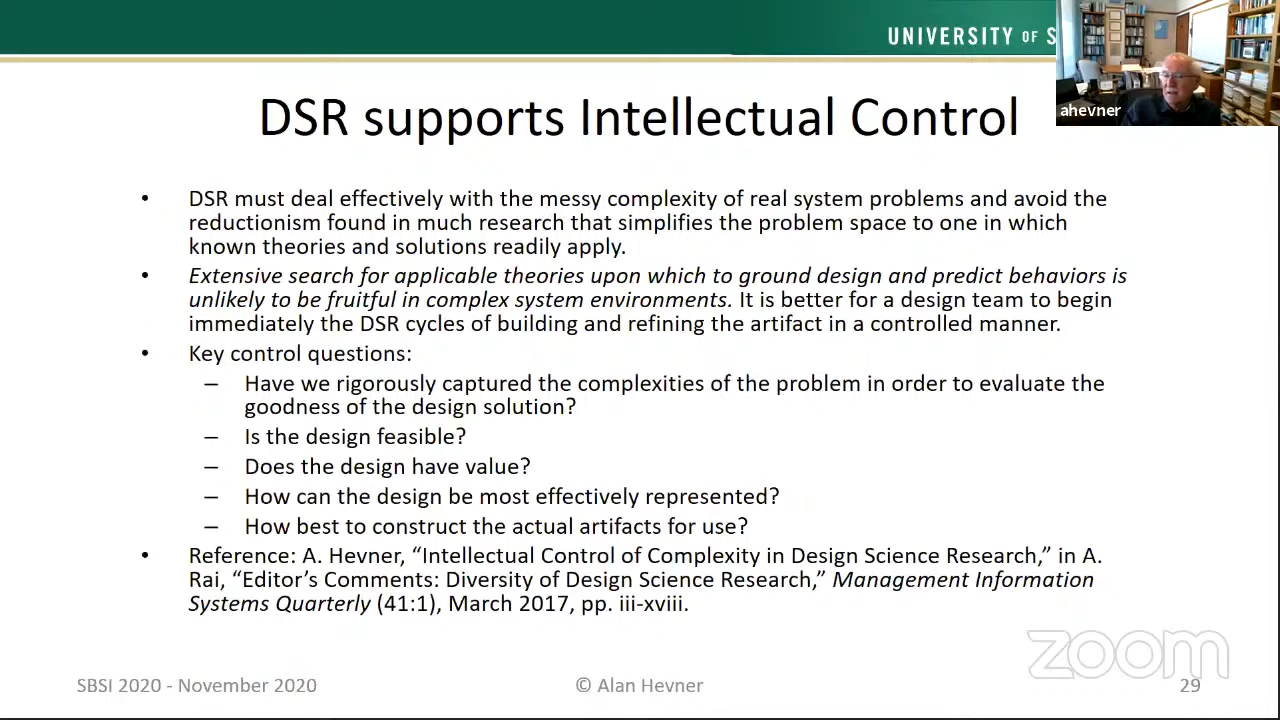 UNIVERSITY OF S
ahevner
DSR supports Intellectual Control
• DSR must deal effectively with the messy complexity of real system problems and avoid the
reductionism found in much research that simplifies the problem space to one in which
known theories and solutions readily apply.
• Extensive search for applicable theories upon which to ground design and predict behaviors is
unlikely to be fruitful in complex system environments. It is better for a design team to begin
immediately the DSR cycles of building and refining the artifact in a controlled manner.
• Key control questions:
– Have we rigorously captured the complexities of the problem in order to evaluate the
goodness of the design solution?
– Is the design feasible?
– Does the design have value?
– How can the design be most effectively represented?
– How best to construct the actual artifacts for use?
• Reference: A. Hevner, “Intellectual Control of Complexity in Design Science Research,” in A.
Rai, “Editor’s Comments: Diversity of Design Science Research,” Management Information
Systems Quarterly (41:1), March 2017, pp. iii-xviii.
zoom
SBSI 2020 - November 2020
© Alan Hevner
29